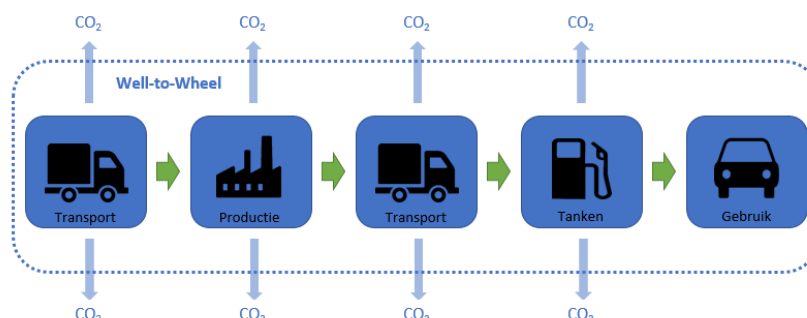 CO₂ CO₂ CO₂ CO₂
Well-to-Wheel
Transport Productie Transport Tanken Gebruik
CO₂ CO₂ CO₂ CO₂